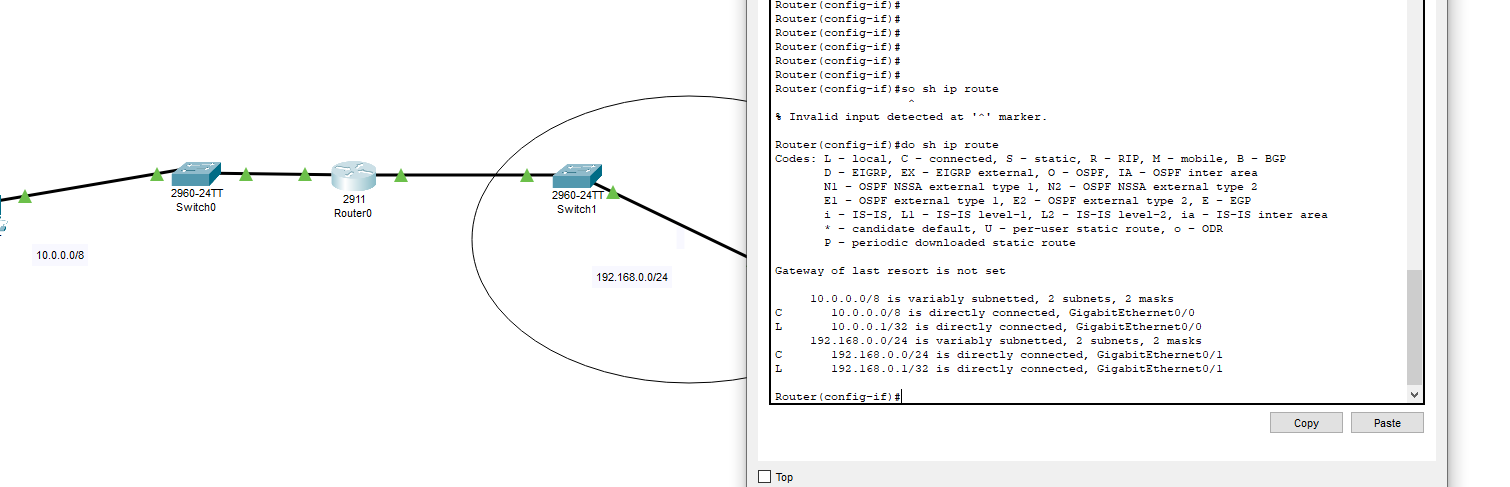 2960-24TT
Switch0
2911
Router0
2960-24TT
Switch1
10.0.0.0/8
192.168.0.0/24
Router(config-if)#
Router(config-if)#
Router(config-if)#
Router(config-if)#
Router(config-if)#
Router(config-if)#
Router(config-if)#so sh ip route
^
% Invalid input detected at '^' marker.
Router(config-if)#do sh ip route
Codes: L - local, C - connected, S - static, R - RIP, M - mobile, B - BGP
D - EIGRP, EX - EIGRP external, O - OSPF, IA - OSPF inter area
N1 - OSPF NSSA external type 1, N2 - OSPF NSSA external type 2
E1 - OSPF external type 1, E2 - OSPF external type 2, E - EGP
i - IS-IS, L1 - IS-IS level-1, L2 - IS-IS level-2, ia - IS-IS inter area
* - candidate default, U - per-user static route, o - ODR
P - periodic downloaded static route
Gateway of last resort is not set
10.0.0.0/8 is variably subnetted, 2 subnets, 2 masks
C 10.0.0.0/8 is directly connected, GigabitEthernet0/0
L 10.0.0.1/32 is directly connected, GigabitEthernet0/0
192.168.0.0/24 is variably subnetted, 2 subnets, 2 masks
C 192.168.0.0/24 is directly connected, GigabitEthernet0/1
L 192.168.0.1/32 is directly connected, GigabitEthernet0/1
Router(config-if)#
Copy
Paste
Top